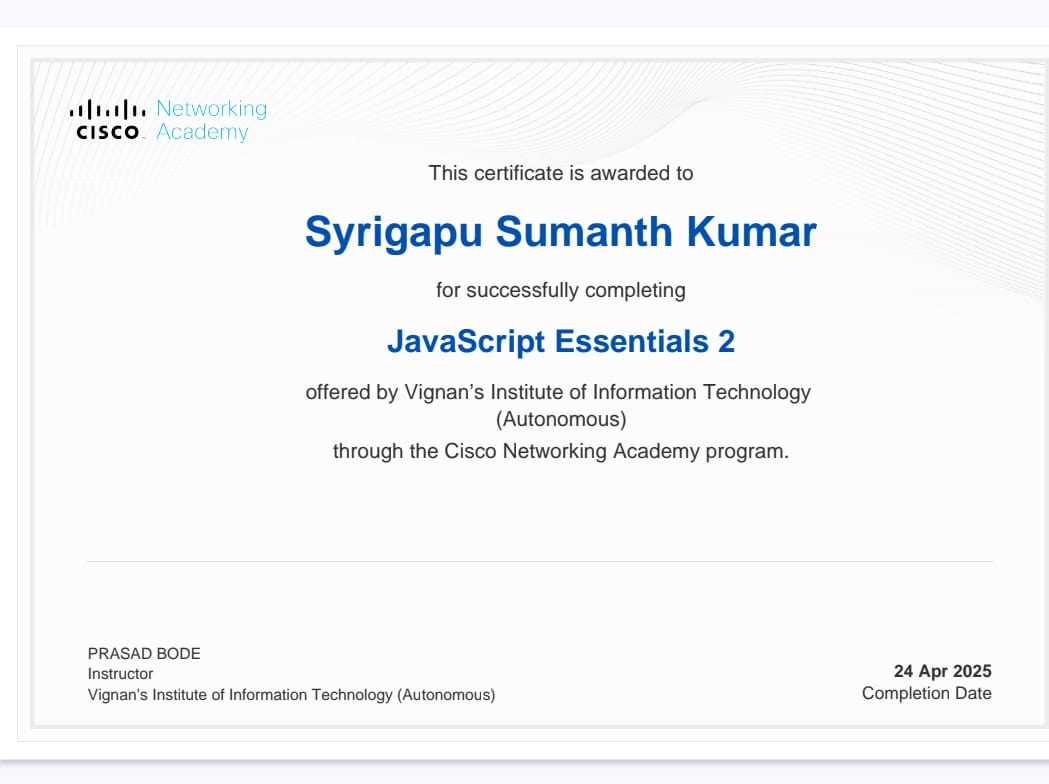 Networking
CISCO Academy
This certificate is awarded to
Syrigapu Sumanth Kumar
for successfully completing
JavaScript Essentials 2
offered by Vignan’s Institute of Information Technology
(Autonomous)
through the Cisco Networking Academy program.
PRASAD BODE
Instructor
Vignan’s Institute of Information Technology (Autonomous)
24 Apr 2025
Completion Date